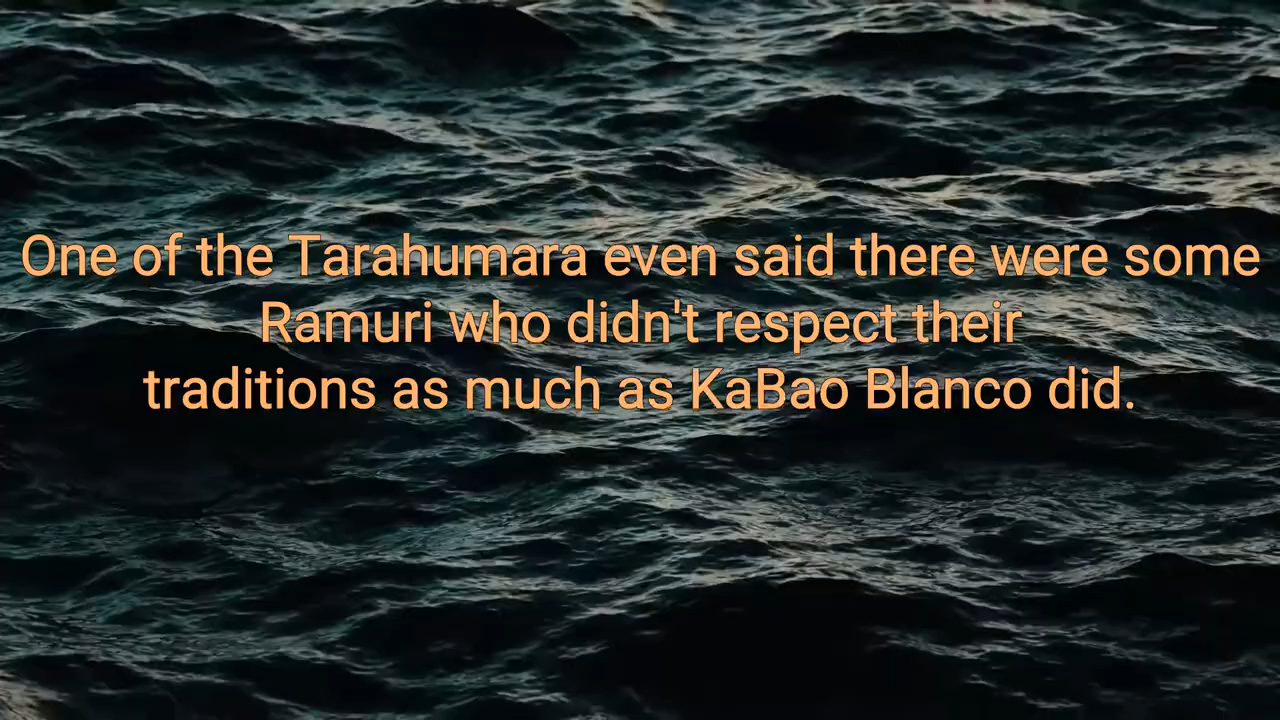 One of the Tarahumara even said there were some
Ramuri who didn't respect their
traditions as much as KaBao Blanco did.